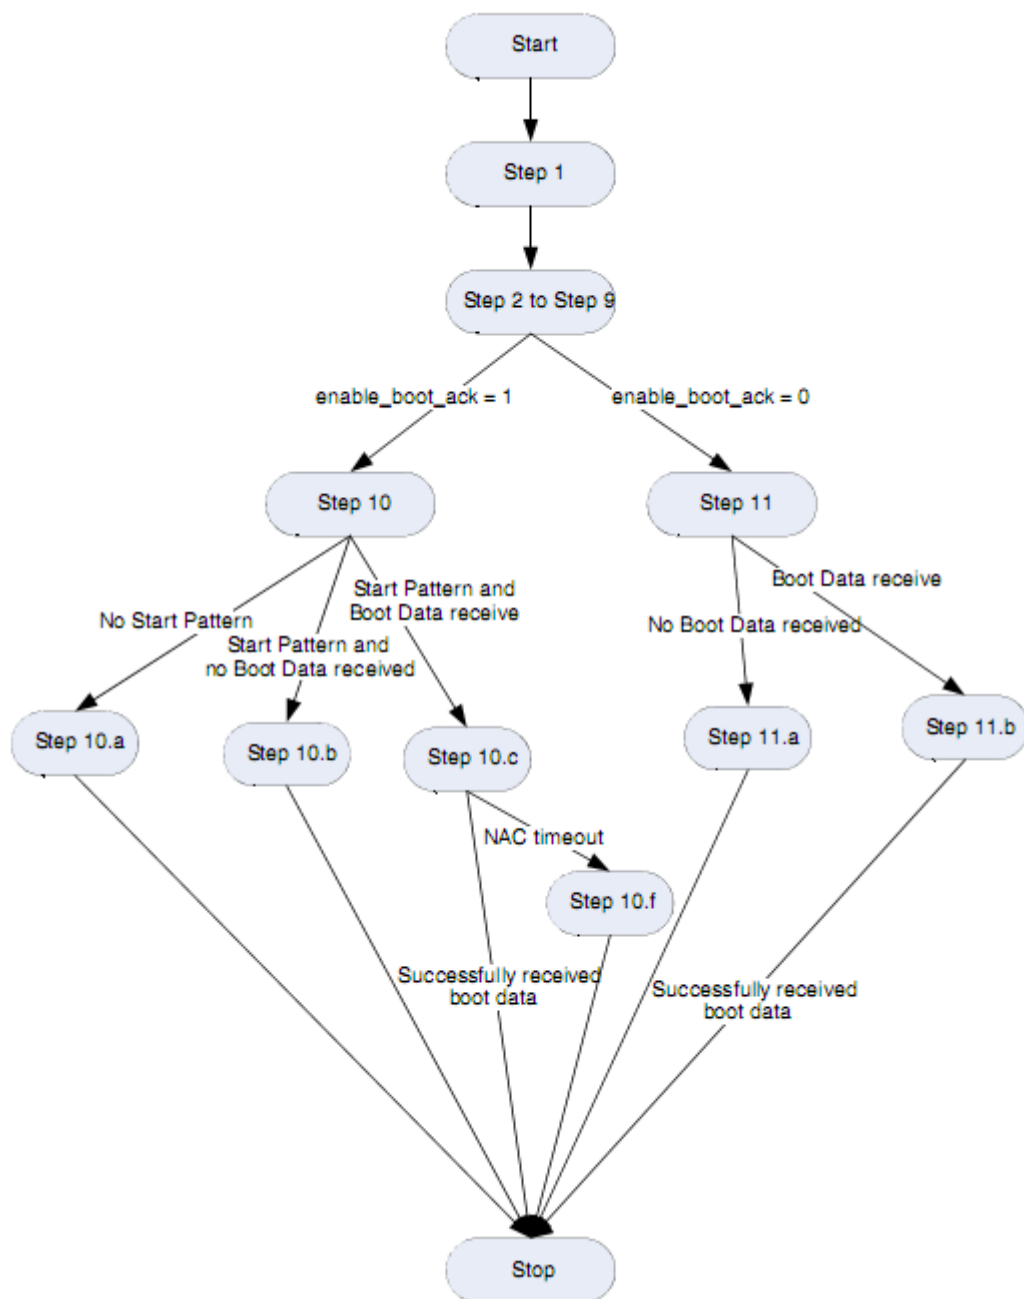 Start
Step 1
Step 2 to Step 9
enable_boot_ack = 1
enable_boot_ack = 0
Step 10
Step 11
Start Pattern and
Boot Data receive
Boot Data receive
No Start Pattern
Start Pattern and
no Boot Data received
No Boot Data received
Step 10.a
Step 10.b
Step 10.c
Step 11.a
Step 11.b
NAC timeout
Step 10.f
Successfully received
boot data
Successfully received
boot data
Stop